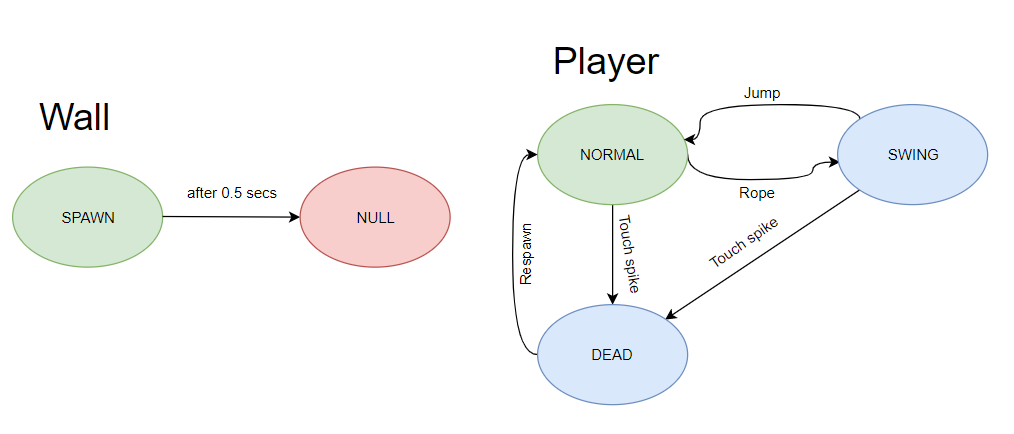 Wall
SPAWN
after 0.5 secs
NULL
Player
NORMAL
Jump
Rope
SWING
Touch spike
Touch spike
Respawn
DEAD